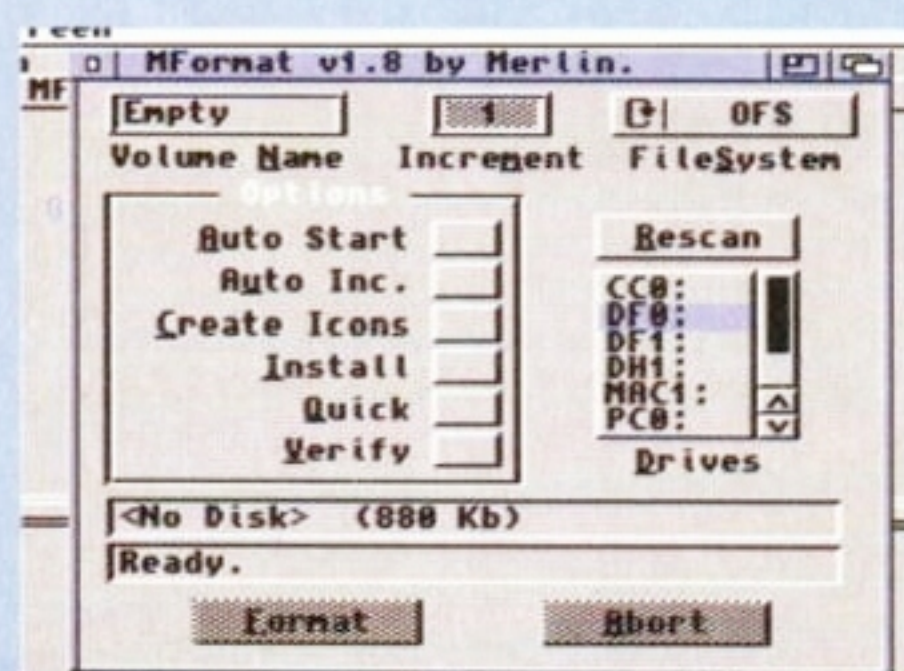 MFormat v1.8 by Merlin.
MF
Empty
1
OFS
Volume Name
Increment
FileSystem
Options
Auto Start
Auto Inc.
Create Icons
Install
Quick
Verify
Rescan
CC0:
DF0:
DF1:
DH1:
MAC1:
PC0:
Drives
<No Disk> (880 Kb)
Ready.
Format
Abort